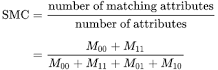 SMC = number of matching attributes / number of attributes
= M₀₀ + M₁₁ / M₀₀ + M₁₁ + M₀₁ + M₁₀